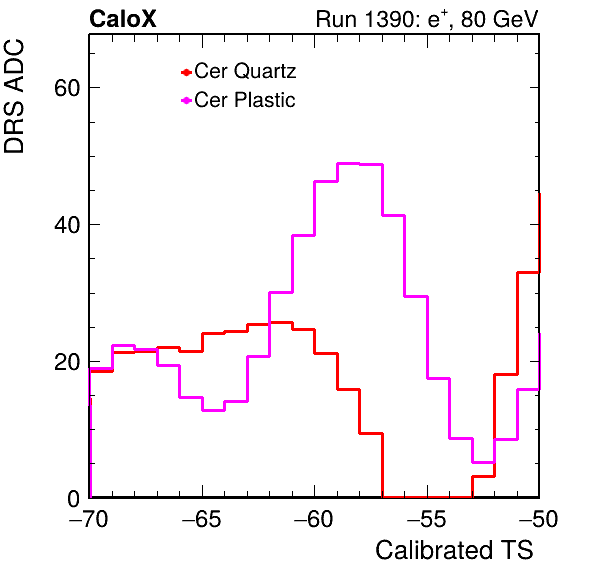 CaloX
Run 1390: e+, 80 GeV
DRS ADC
Cer Quartz
Cer Plastic
60
40
20
0
−70
−65
−60
−55
−50
Calibrated TS